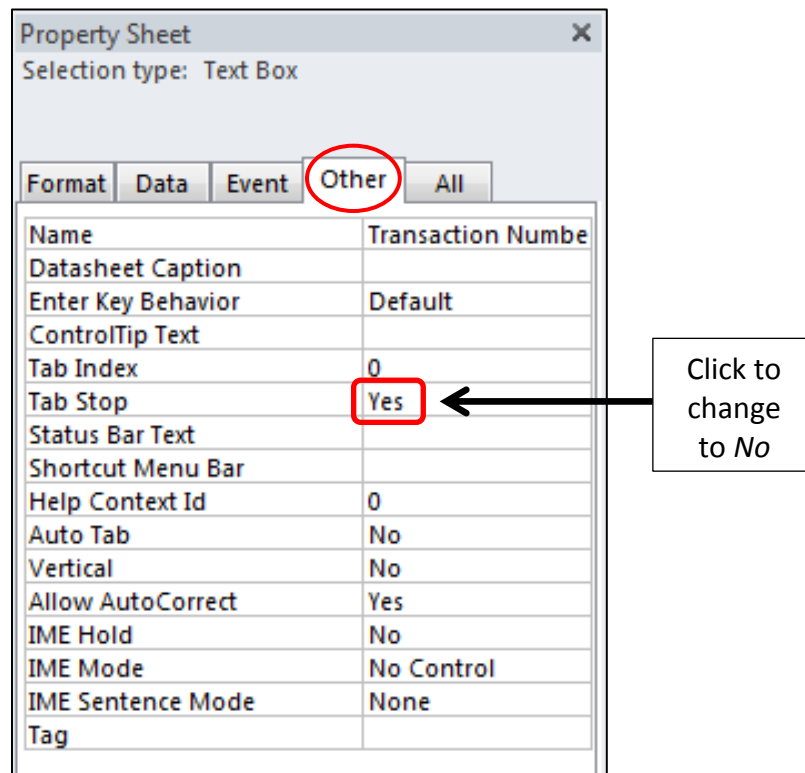 Property Sheet
Selection type: Text Box
Format Data Event Other All
Name Transaction Numbe
Datasheet Caption
Enter Key Behavior Default
ControlTip Text
Tab Index 0
Tab Stop Yes
Status Bar Text
Shortcut Menu Bar
Help Context Id 0
Auto Tab No
Vertical No
Allow AutoCorrect Yes
IME Hold No
IME Mode No Control
IME Sentence Mode None
Tag
Click to
change
to No